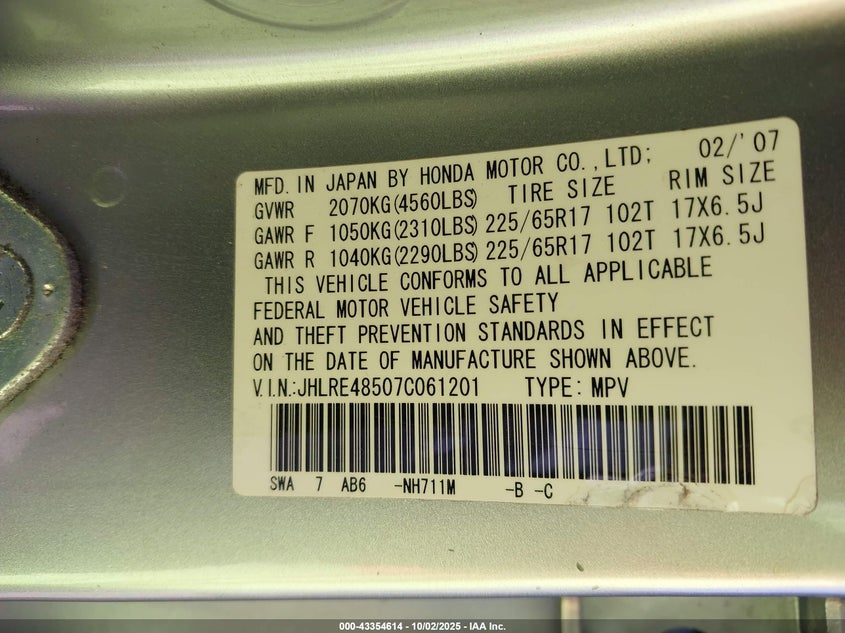 MFD. IN JAPAN BY HONDA MOTOR CO.,LTD; 02/'07
GVWR 2070KG(4560LBS) TIRE SIZE RIM SIZE
GAWR F 1050KG(2310LBS) 225/65R17 102T 17X6.5J
GAWR R 1040KG(2290LBS) 225/65R17 102T 17X6.5J
THIS VEHICLE CONFORMS TO ALL APPLICABLE
FEDERAL MOTOR VEHICLE SAFETY
AND THEFT PREVENTION STANDARDS IN EFFECT
ON THE DATE OF MANUFACTURE SHOWN ABOVE.
V.I.N.:JHLRE48507C061201 TYPE: MPV
SWA 7 AB6 -NH711M -B -C
000-43354614 - 10/02/2025 - IAA Inc.